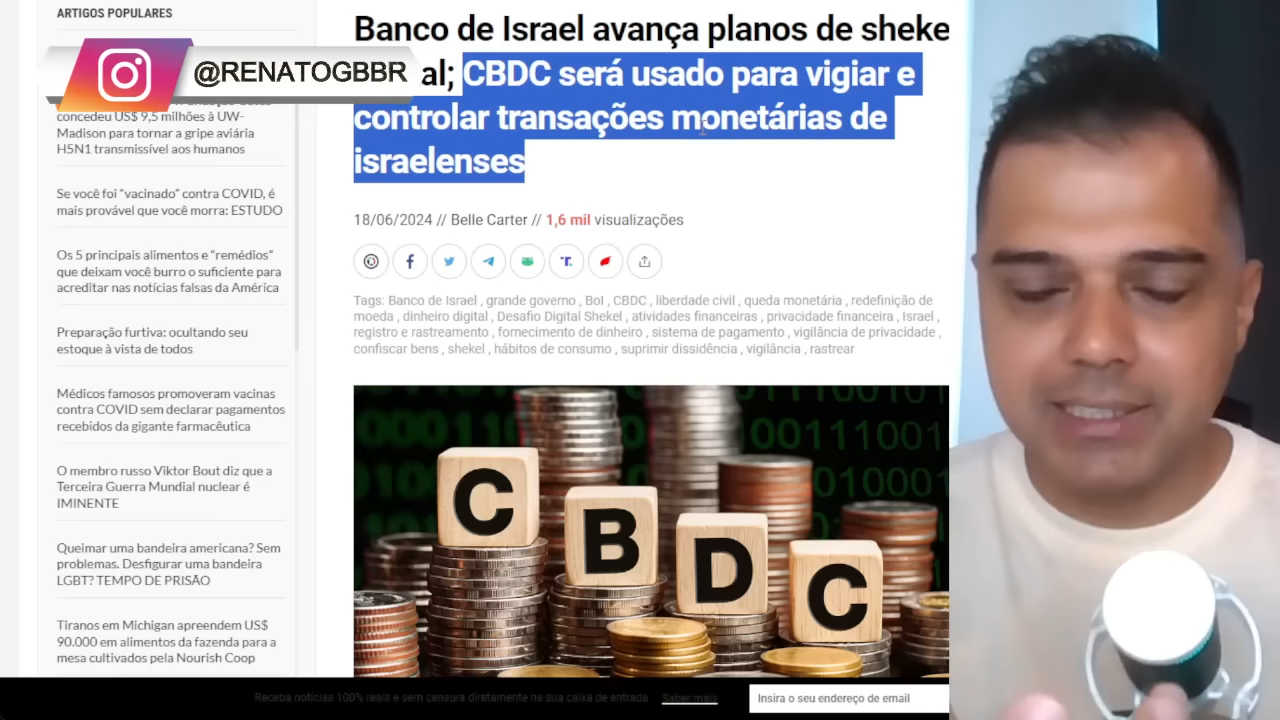 ARTIGOS POPULARES
@RENATOGBBR
concedeu US$ 9,5 milhões à UW-
Madison para tornar a gripe aviária
H5N1 transmissível aos humanos
Se você foi "vacinado" contra COVID, é
mais provável que você morra: ESTUDO
Os 5 principais alimentos e "remédios"
que deixam você burro o suficiente para
acreditar nas notícias falsas da América
Preparação furtiva: ocultando seu
estoque à vista de todos
Médicos famosos promoveram vacinas
contra COVID sem declarar pagamentos
recebidos da gigante farmacêutica
O membro russo Viktor Bout diz que a
Terceira Guerra Mundial nuclear é
IMINENTE
Queimar uma bandeira americana? Sem
problemas. Desfigurar uma bandeira
LGBT? TEMPO DE PRISÃO
Tiranos em Michigan apreendem US$
90.000 em alimentos da fazenda para a
mesa cultivados pela Nourish Coop
Banco de Israel avança planos de sheke
al; CBDC será usado para vigiar e
controlar transações monetárias de
israelenses
18/06/2024 // Belle Carter // 1,6 mil visualizações
Tags: Banco de Israel , grande governo , BoI , CBDC , liberdade civil , queda monetária , redefinição de
moeda , dinheiro digital , Desafio Digital Shekel , atividades financeiras , privacidade financeira , Israel ,
registro e rastreamento , fornecimento de dinheiro , sistema de pagamento , vigilância de privacidade ,
confiscar bens , shekel , hábitos de consumo , suprimir dissidência , vigilância , rastrear
C B D C
Receba notícias 100% reais e sem censura diretamente na sua caixa de entrada Saber mais
Insira o seu endereço de email